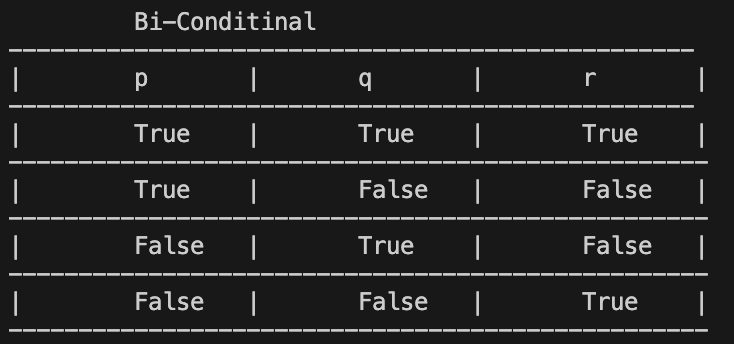 Bi-Conditinal
-------------------------------------------------
| p | q | r |
-------------------------------------------------
| True | True | True |
--------------------------------------------------
| True | False | False |
--------------------------------------------------
| False | True | False |
--------------------------------------------------
| False | False | True |
--------------------------------------------------